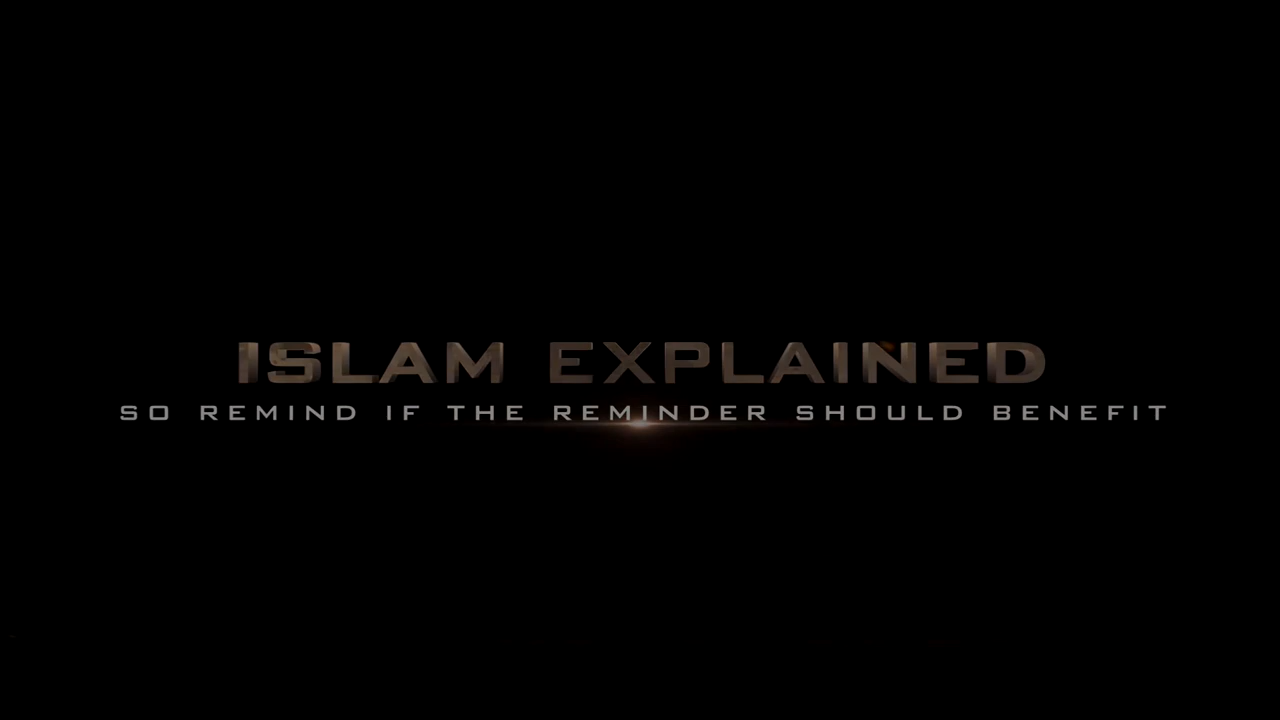 ISLAM EXPLAINED
SO REMIND IF THE REMINDER SHOULD BENEFIT